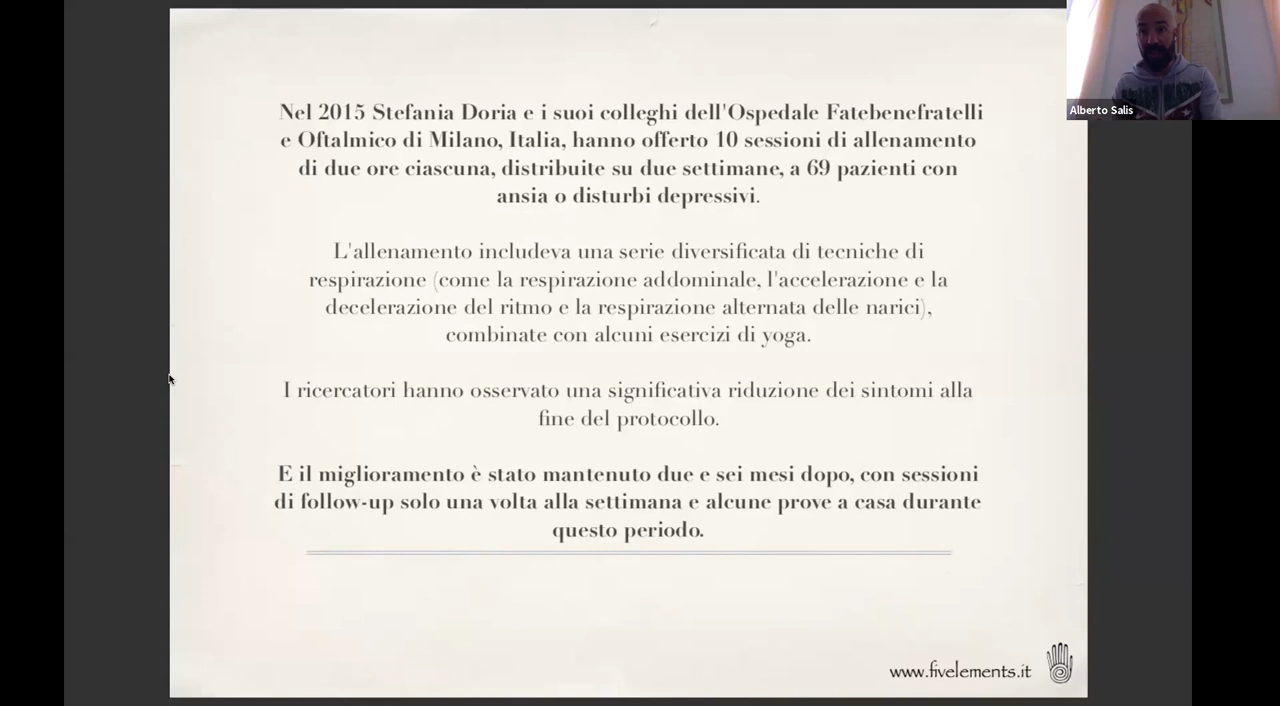 Nel 2015 Stefania Doria e i suoi colleghi dell'Ospedale Fatebenefratelli
e Oftalmico di Milano, Italia, hanno offerto 10 sessioni di allenamento
di due ore ciascuna, distribuite su due settimane, a 69 pazienti con
ansia o disturbi depressivi.
L'allenamento includeva una serie diversificata di tecniche di
respirazione (come la respirazione addominale, l'accelerazione e la
decelerazione del ritmo e la respirazione alternata delle narici),
combinate con alcuni esercizi di yoga.
I ricercatori hanno osservato una significativa riduzione dei sintomi alla
fine del protocollo.
E il miglioramento è stato mantenuto due e sei mesi dopo, con sessioni
di follow-up solo una volta alla settimana e alcune prove a casa durante
questo periodo.
www.fivelements.it
Alberto Salis